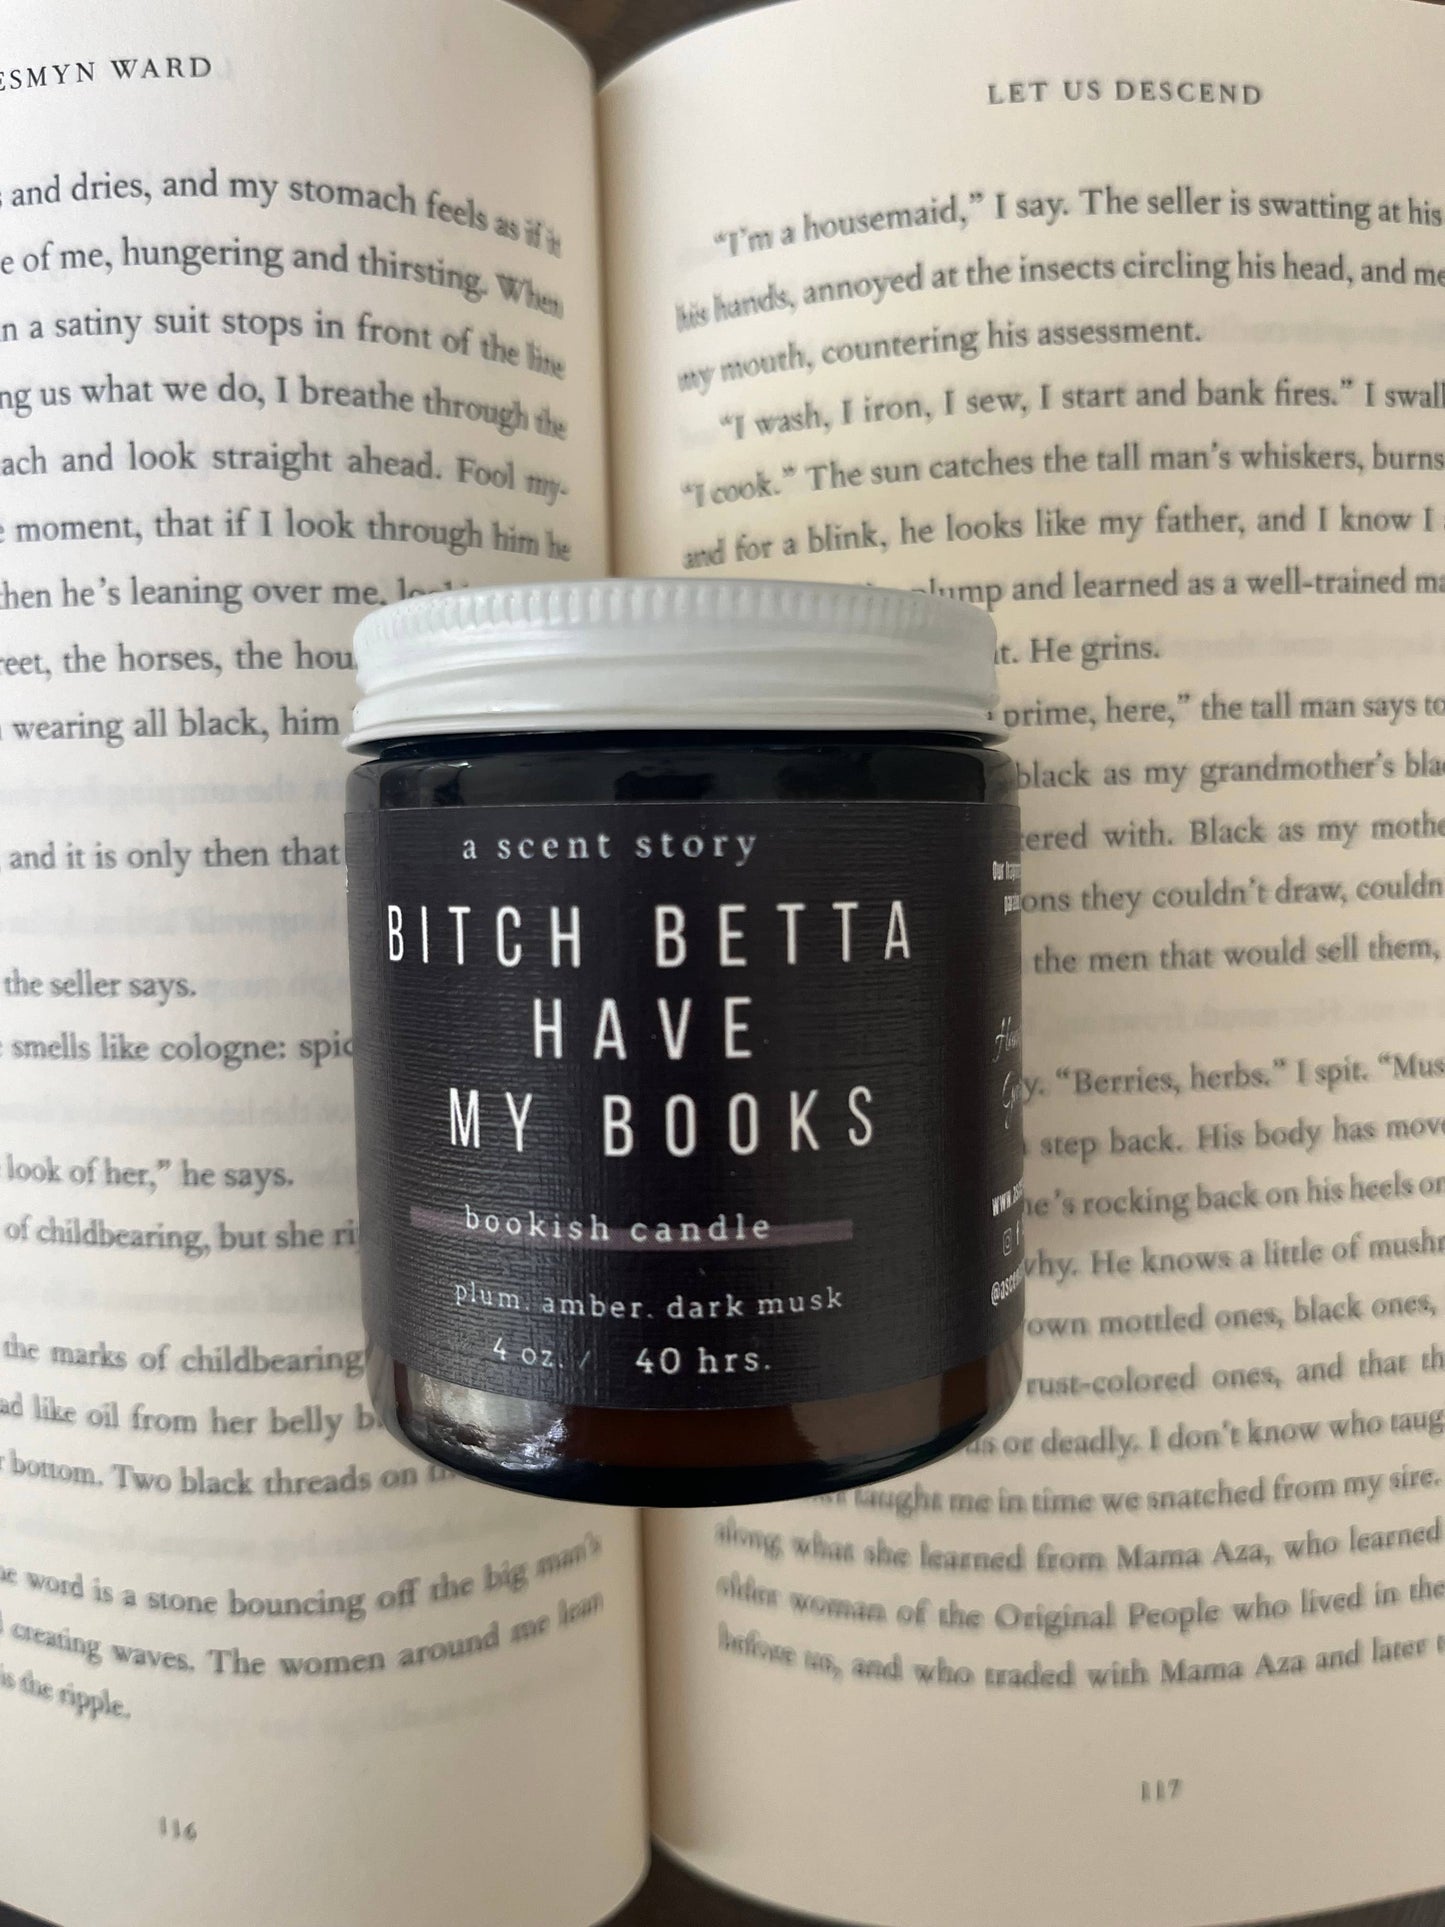 ESMYN WARD
s and dries, and my stomach feels as if it
e of me, hungering and thirsting. When
n a satiny suit stops in front of the line
ng us what we do, I breathe through the
ach and look straight ahead. Fool my-
e moment, that if I look through him he
hen he's leaning over me,
reet, the horses, the hou
wearing all black, him
and it is only then that
the seller says.
smells like cologne: spic
look of her," he says.
of childbearing, but she ri
the marks of childbearing
ad like oil from her belly b
bottom. Two black threads on
e word is a stone bouncing off the big man's
creating waves. The women around me lean
is the ripple.
116
LET US DESCEND
"I'm a housemaid," I say. The seller is swatting at his
his hands, annoyed at the insects circling his head, and me
my mouth, countering his assessment.
"I wash, I iron, I sew, I start and bank fires." I swall
"I cook." The sun catches the tall man's whiskers, burns
and for a blink, he looks like my father, and I know I
plump and learned as a well-trained ma
t. He grins.
prime, here," the tall man says to
black as my grandmother's bla
tered with. Black as my mothe
ons they couldn't draw, couldn
the men that would sell them,
y. "Berries, herbs." I spit. "Mus
step back. His body has move
he's rocking back on his heels or
why. He knows a little of mushr
own mottled ones, black ones,
rust-colored ones, and that th
us or deadly. I don't know who taug
taught me in time we snatched from my sire.
along what she learned from Mama Aza, who learned
older woman of the Original People who lived in the
before us, and who traded with Mama Aza and later t
117
a scent story
BITCH BETTA
HAVE
MY BOOKS
bookish candle
plum. amber. dark musk
4 oz. / 40 hrs.